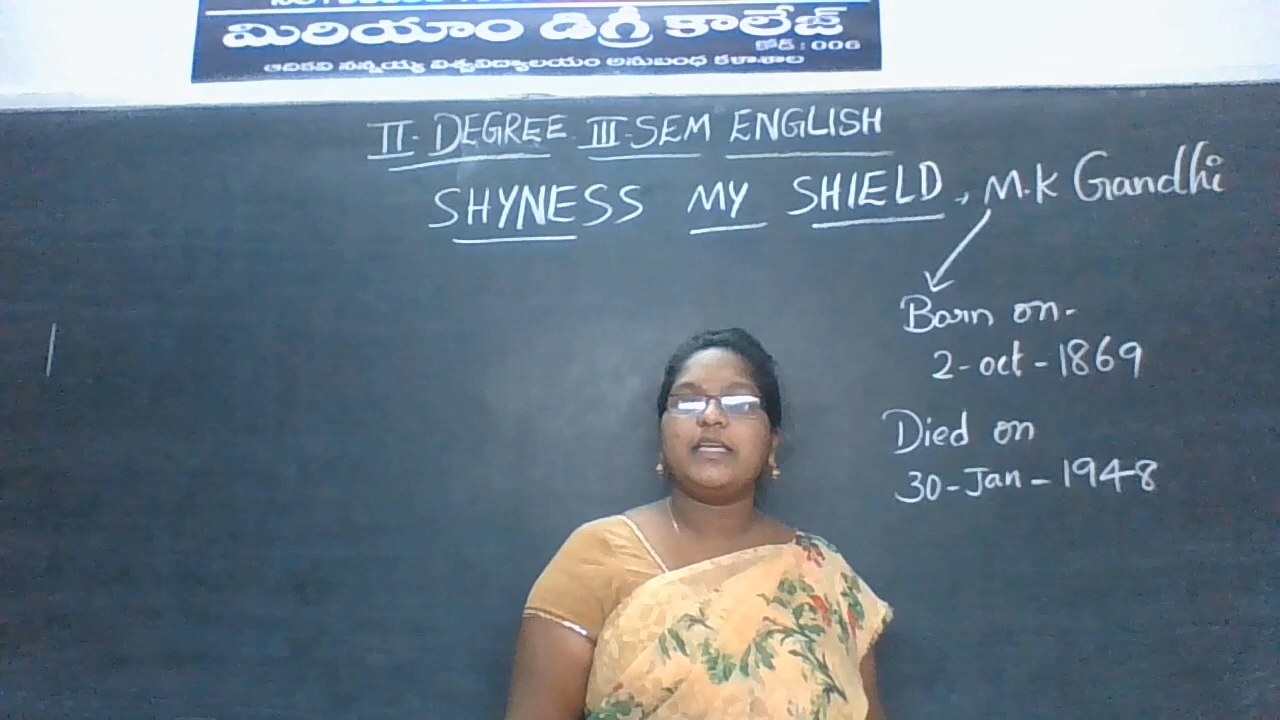 మిరియాం డిగ్రీ కాలేజ్
కోడ్ : 006
ఆదికవి నన్నయ్య విశ్వవిద్యాలయం అనుబంధ కళాశాల
II - DEGREE III - SEM ENGLISH
SHYNESS MY SHIELD, M.K Gandhi
Born on -
2-oct-1869
Died on
30-Jan-1948